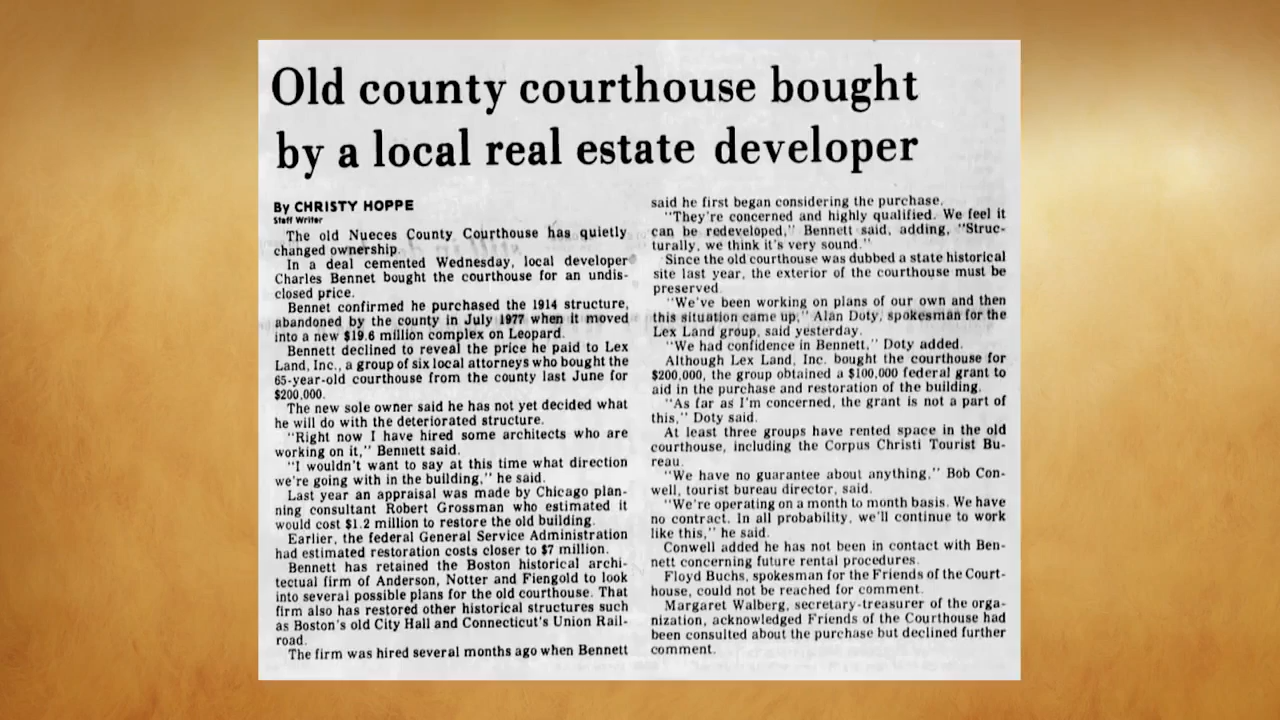 Old county courthouse bought
by a local real estate developer
By CHRISTY HOPPE
Staff Writer
The old Nueces County Courthouse has quietly
changed ownership.
In a deal cemented Wednesday, local developer
Charles Bennet bought the courthouse for an undis-
closed price.
Bennet confirmed he purchased the 1914 structure,
abandoned by the county in July 1977 when it moved
into a new $19.6 million complex on Leopard.
Bennett declined to reveal the price he paid to Lex
Land, Inc., a group of six local attorneys who bought the
65-year-old courthouse from the county last June for
$200,000.
The new sole owner said he has not yet decided what
he will do with the deteriorated structure.
"Right now I have hired some architects who are
working on it," Bennett said.
"I wouldn't want to say at this time what direction
we're going with in the building," he said.
Last year an appraisal was made by Chicago plan-
ning consultant Robert Grossman who estimated it
would cost $1.2 million to restore the old building.
Earlier, the federal General Service Administration
had estimated restoration costs closer to $7 million.
Bennett has retained the Boston historical archi-
tectual firm of Anderson, Notter and Fiengold to look
into several possible plans for the old courthouse. That
firm also has restored other historical structures such
as Boston's old City Hall and Connecticut's Union Rail-
road.
The firm was hired several months ago when Bennett
said he first began considering the purchase.
"They're concerned and highly qualified. We feel it
can be redeveloped," Bennett said, adding, "Struc-
turally, we think it's very sound."
Since the old courthouse was dubbed a state historical
site last year, the exterior of the courthouse must be
preserved.
"We've been working on plans of our own and then
this situation came up," Alan Doty, spokesman for the
Lex Land group, said yesterday.
"We had confidence in Bennett," Doty added.
Although Lex Land, Inc. bought the courthouse for
$200,000, the group obtained a $100,000 federal grant to
aid in the purchase and restoration of the building.
"As far as I'm concerned, the grant is not a part of
this," Doty said.
At least three groups have rented space in the old
courthouse, including the Corpus Christi Tourist Bu-
reau.
"We have no guarantee about anything," Bob Con-
well, tourist bureau director, said.
"We're operating on a month to month basis. We have
no contract. In all probability, we'll continue to work
like this," he said.
Conwell added he has not been in contact with Ben-
nett concerning future rental procedures.
Floyd Buchs, spokesman for the Friends of the Court-
house, could not be reached for comment.
Margaret Walberg, secretary-treasurer of the orga-
nization, acknowledged Friends of the Courthouse had
been consulted about the purchase but declined further
comment.